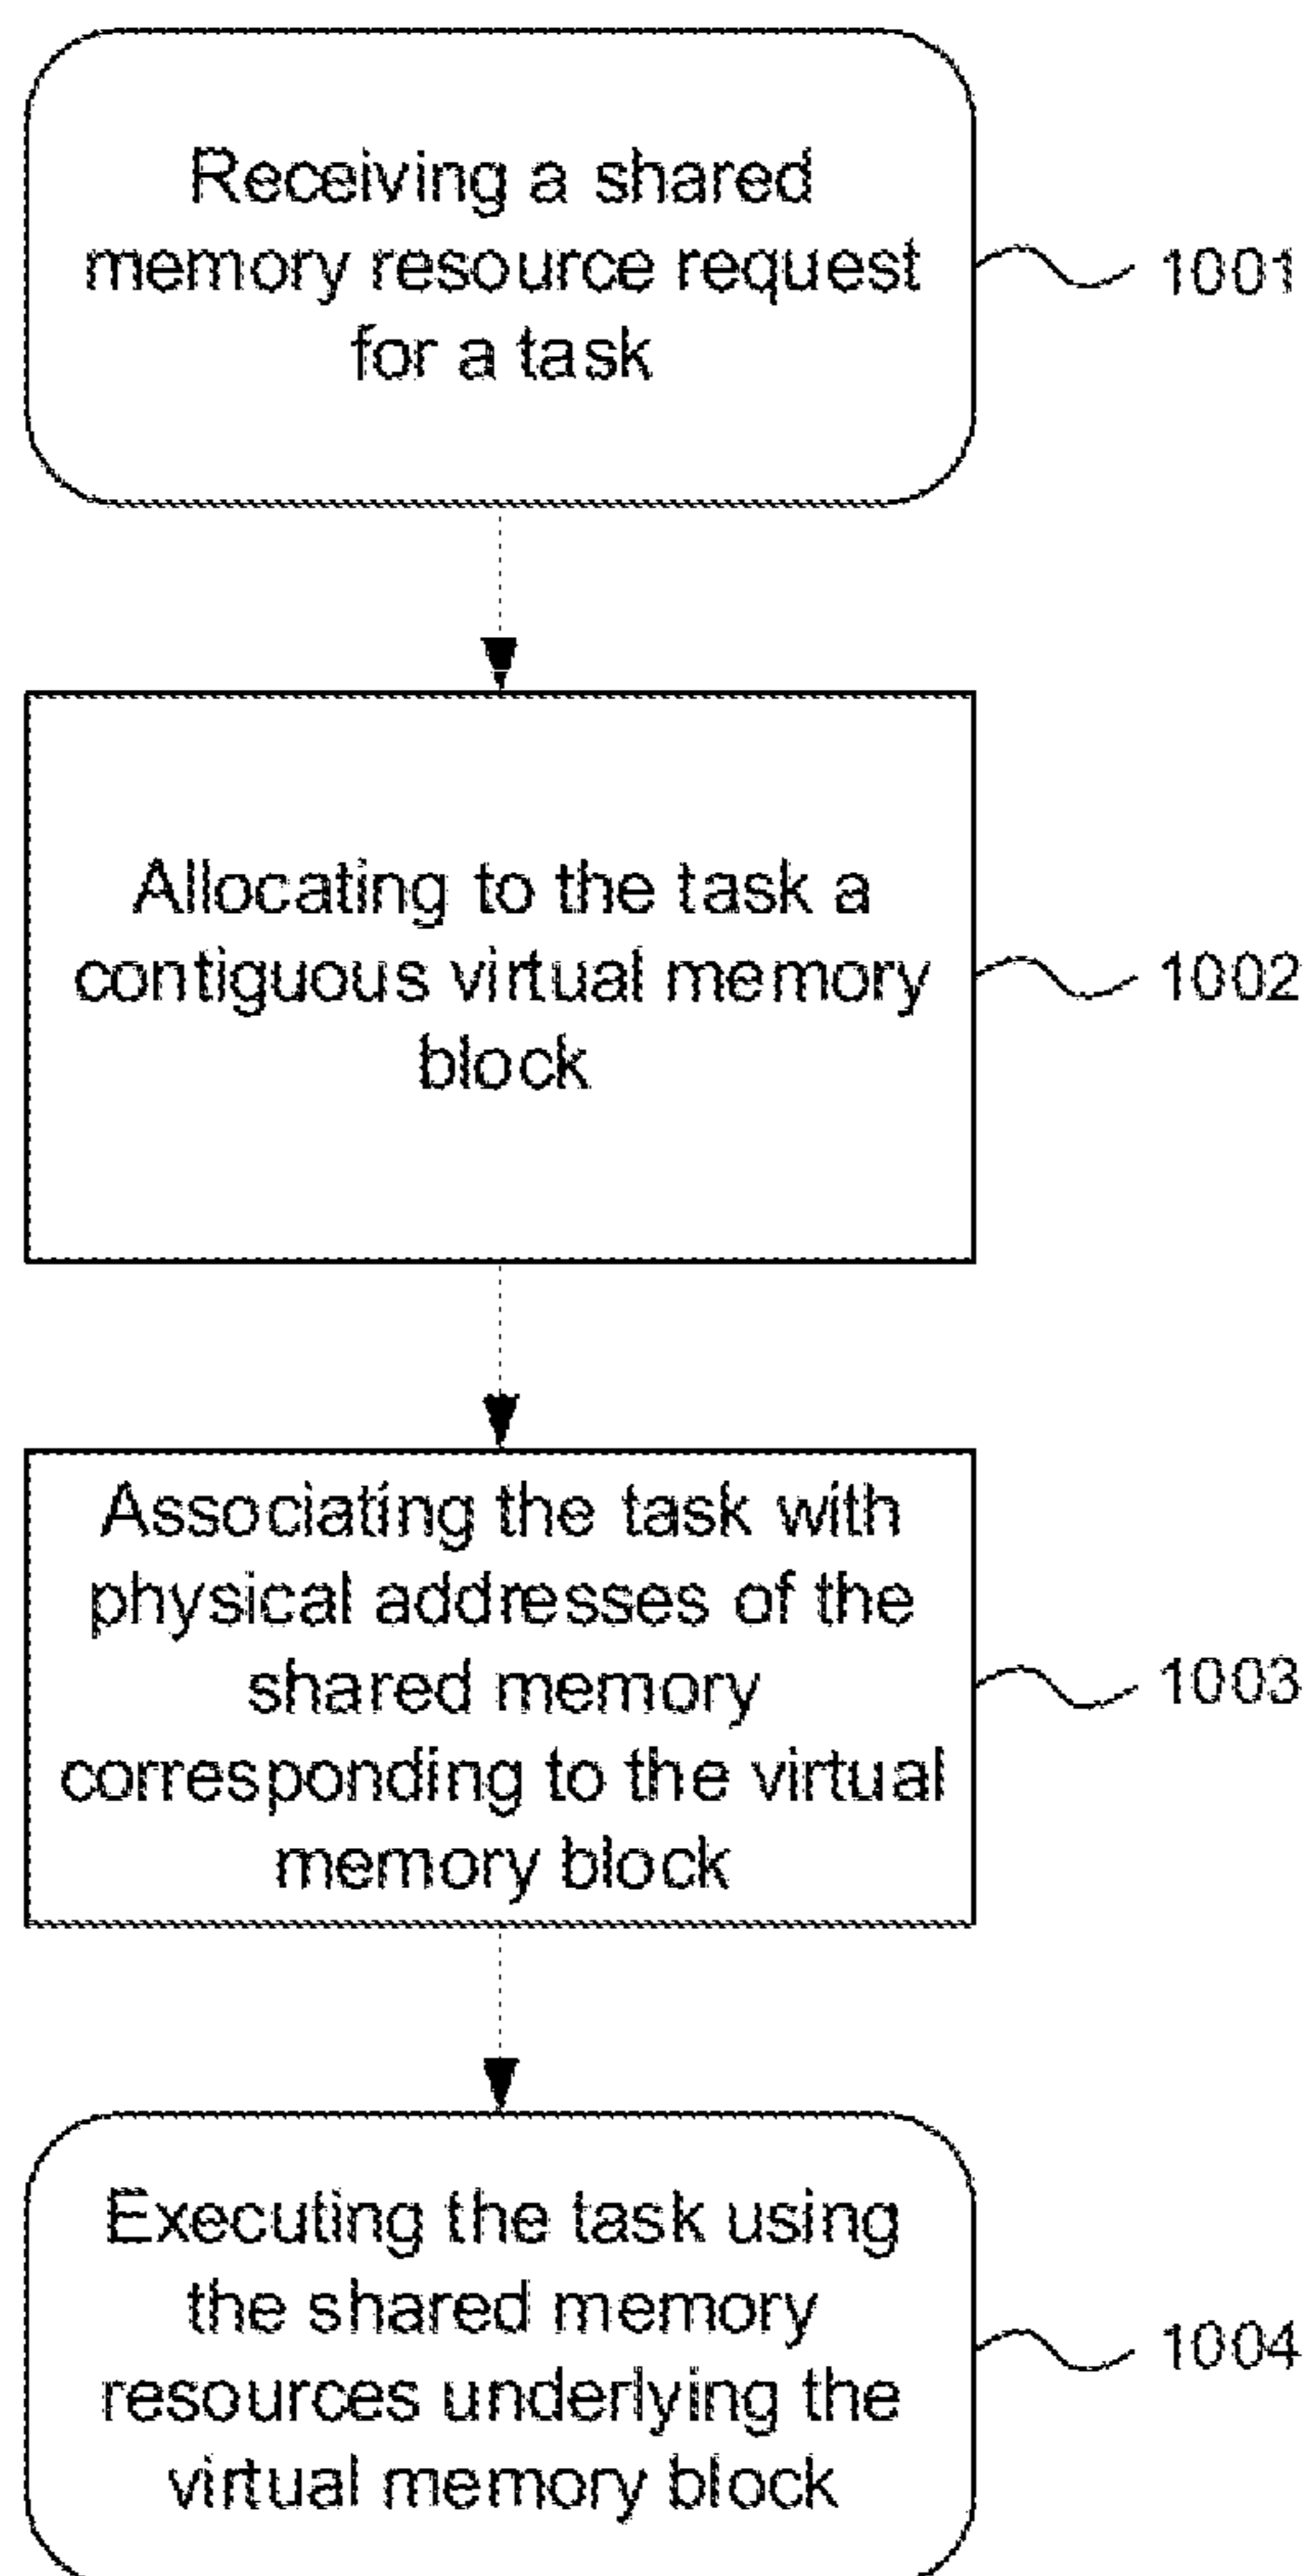 Receiving a shared
memory resource request
for a task
1001
Allocating to the task a
contiguous virtual memory
block
1002
Associating the task with
physical addresses of the
shared memory
corresponding to the virtual
memory block
1003
Executing the task using
the shared memory
resources underlying the
virtual memory block
1004